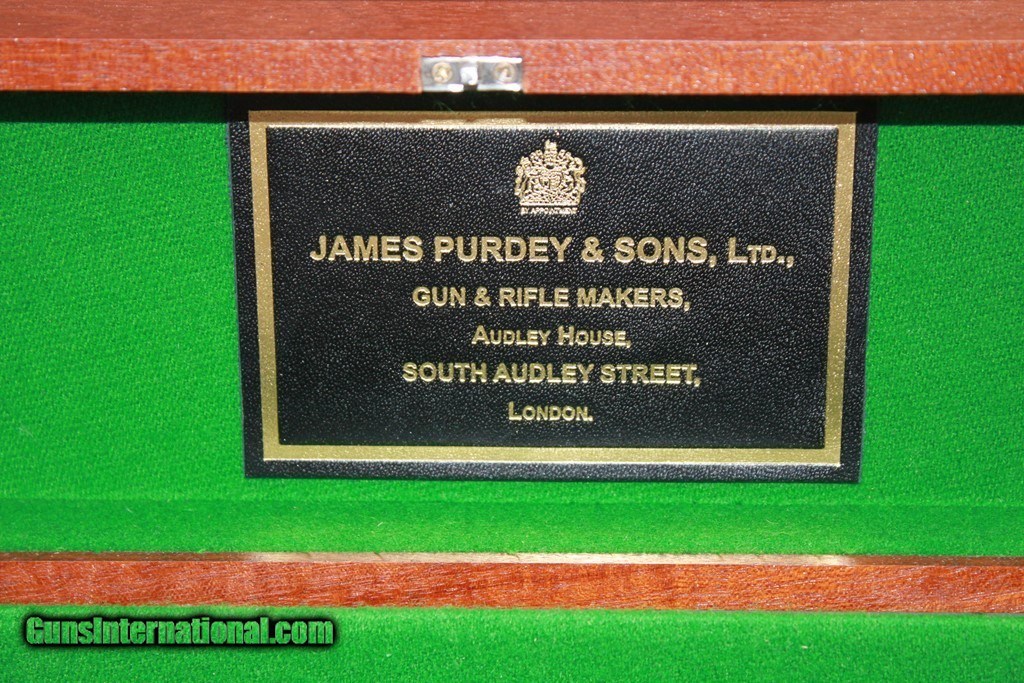 BY APPOINTMENT
JAMES PURDEY & SONS, LTD.,
GUN & RIFLE MAKERS,
AUDLEY HOUSE,
SOUTH AUDLEY STREET,
LONDON.
GunsInternational.com